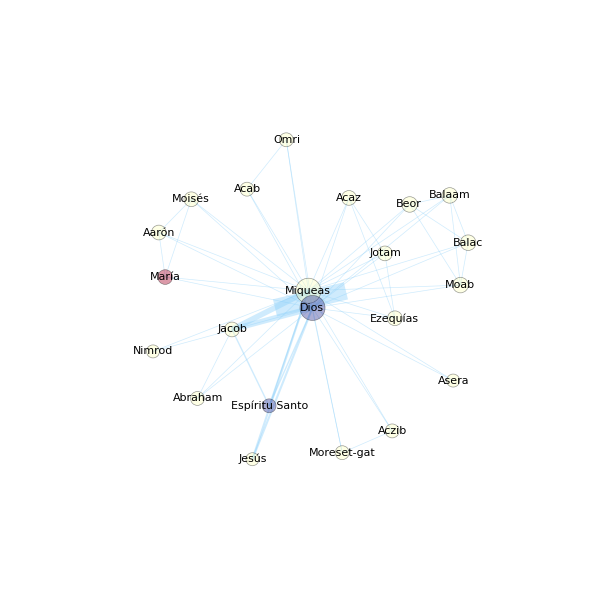 Omri
Acab
Moisés
Acaz
Beor
Balaam
Aarón
Balac
Jotam
María
Moab
Miqueas
Dios
Ezequías
Jacob
Nimrod
Asera
Abraham
Espíritu Santo
Aczib
Moreset-gat
Jesús